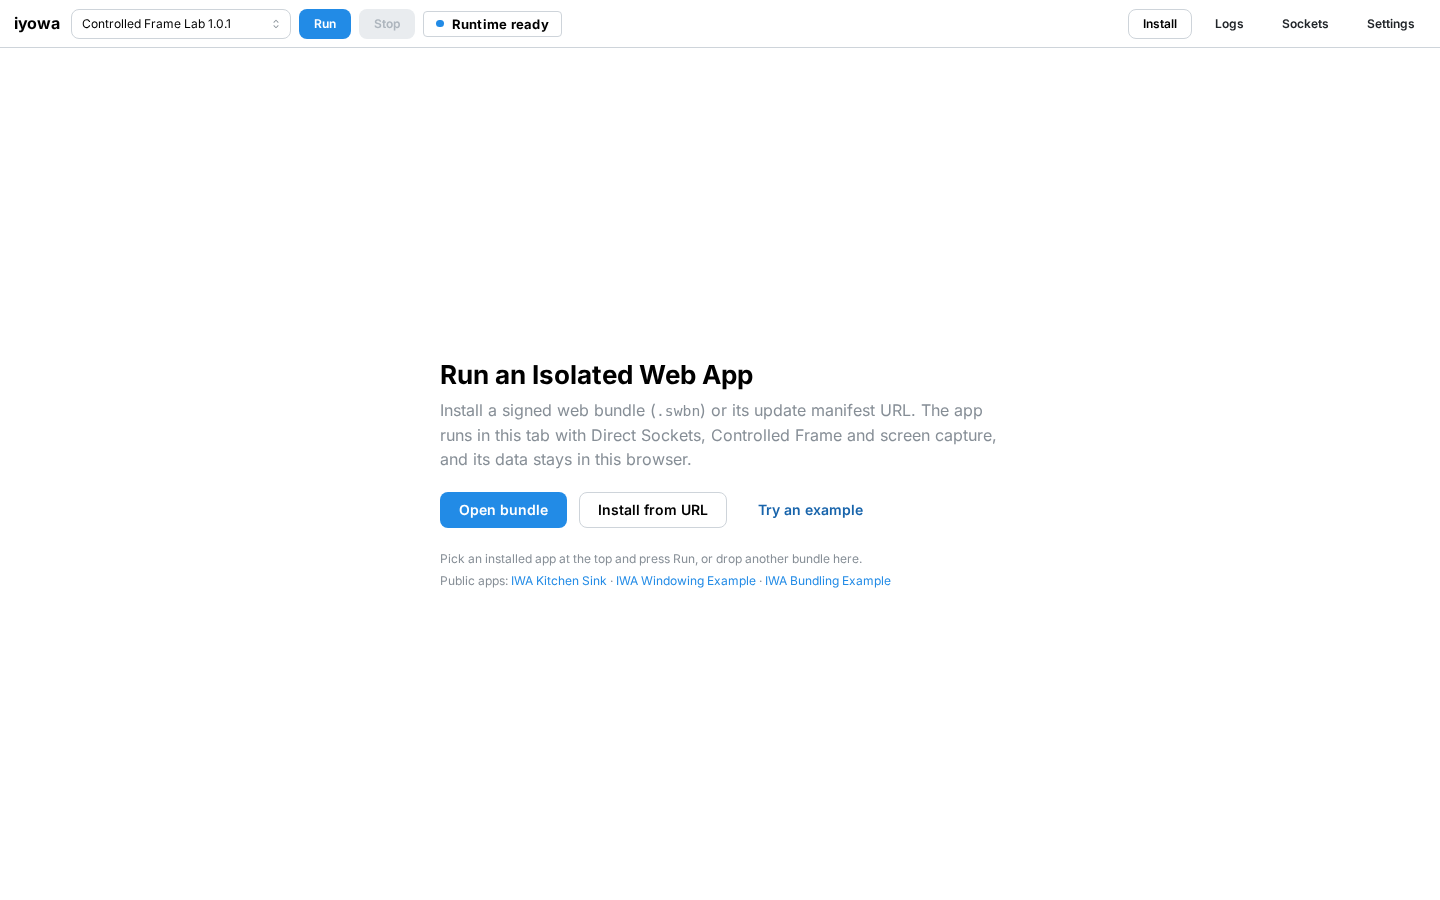 iyowa
Controlled Frame Lab 1.0.1
Run
Stop
Runtime ready
Install
Logs
Sockets
Settings
Run an Isolated Web App
Install a signed web bundle (.swbn) or its update manifest URL. The app
runs in this tab with Direct Sockets, Controlled Frame and screen capture,
and its data stays in this browser.
Open bundle
Install from URL
Try an example
Pick an installed app at the top and press Run, or drop another bundle here.
Public apps: IWA Kitchen Sink · IWA Windowing Example · IWA Bundling Example